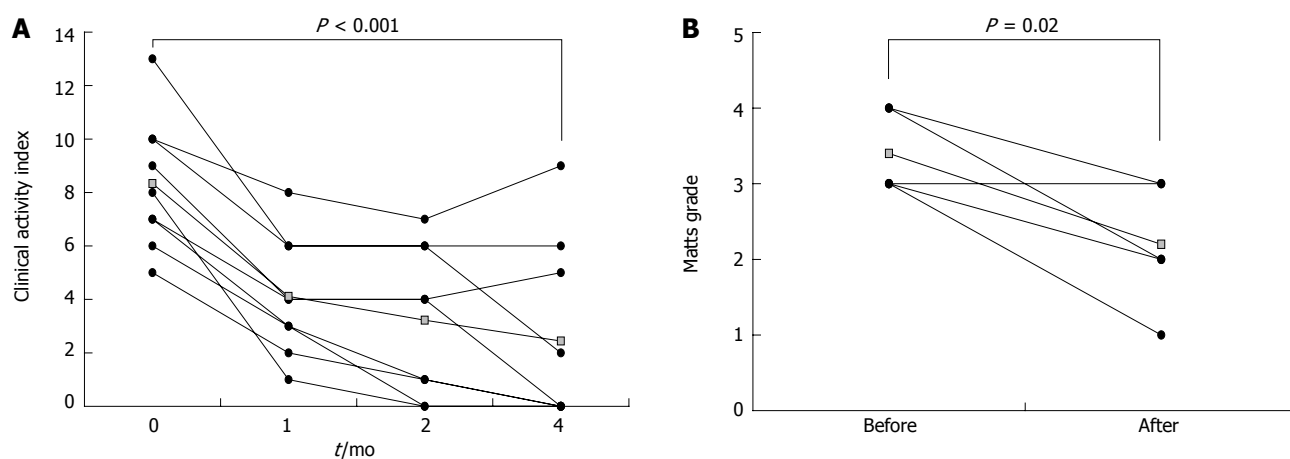 A
P < 0.001
14
12
10
8
6
4
2
0
Clinical activity index
0 1 2 4
t/mo
B
P = 0.02
5
4
3
2
1
0
Matts grade
Before After